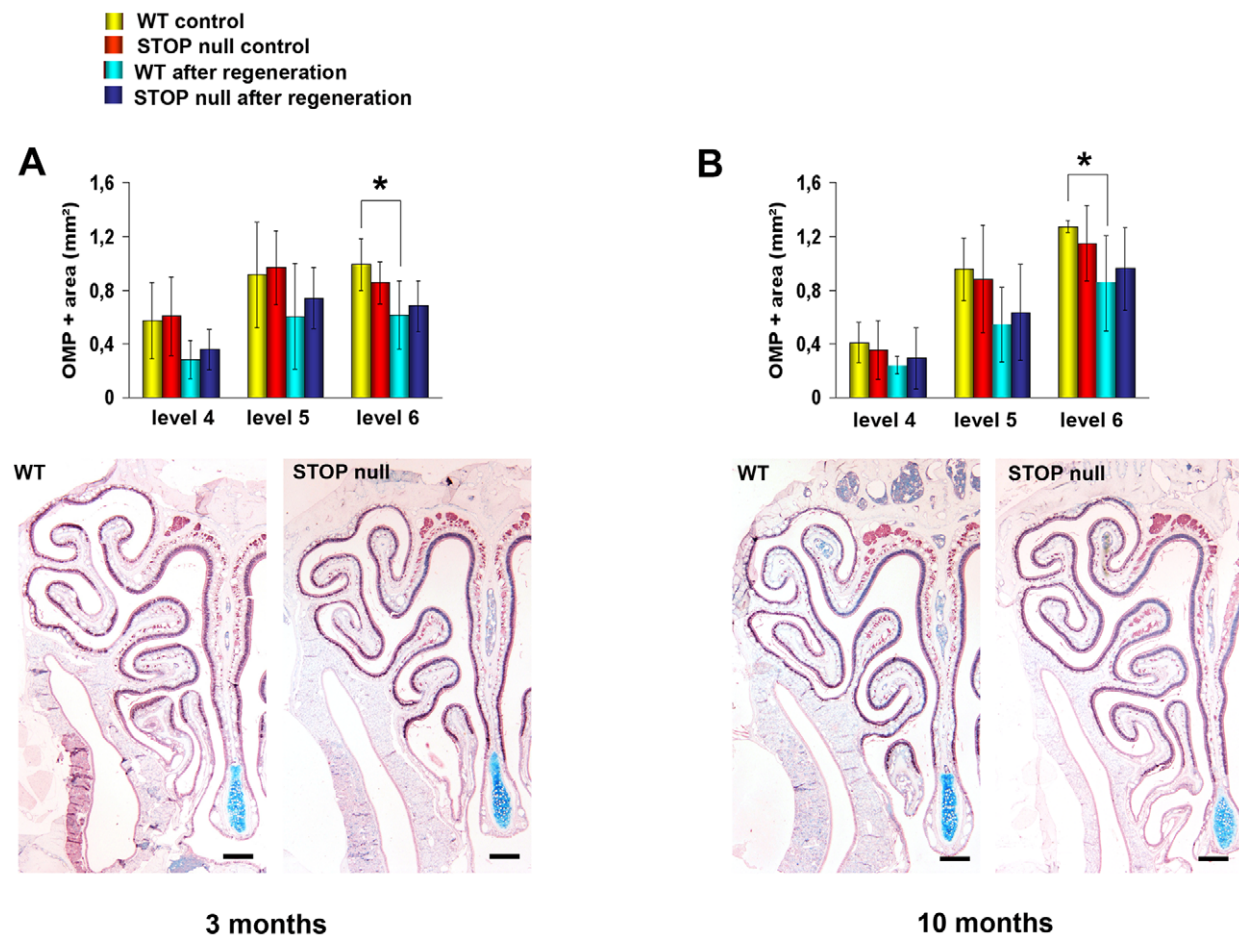 WT control
STOP null control
WT after regeneration
STOP null after regeneration
A
OMP + area (mm²)
1,6
1,2
0,8
0,4
0
*
level 4 level 5 level 6
B
OMP + area (mm²)
1,6
1,2
0,8
0,4
0
*
level 4 level 5 level 6
WT
STOP null
WT
STOP null
3 months
10 months